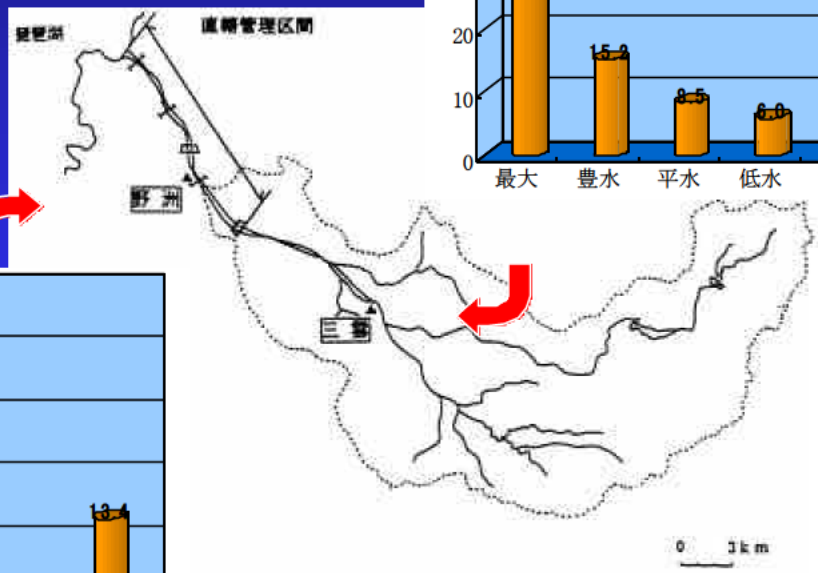 琵琶湖
直轄管理区間
野洲
三雲
0 3km
20
10
0
15.2
8.5
6.0
最大 豊水 平水 低水
13.4